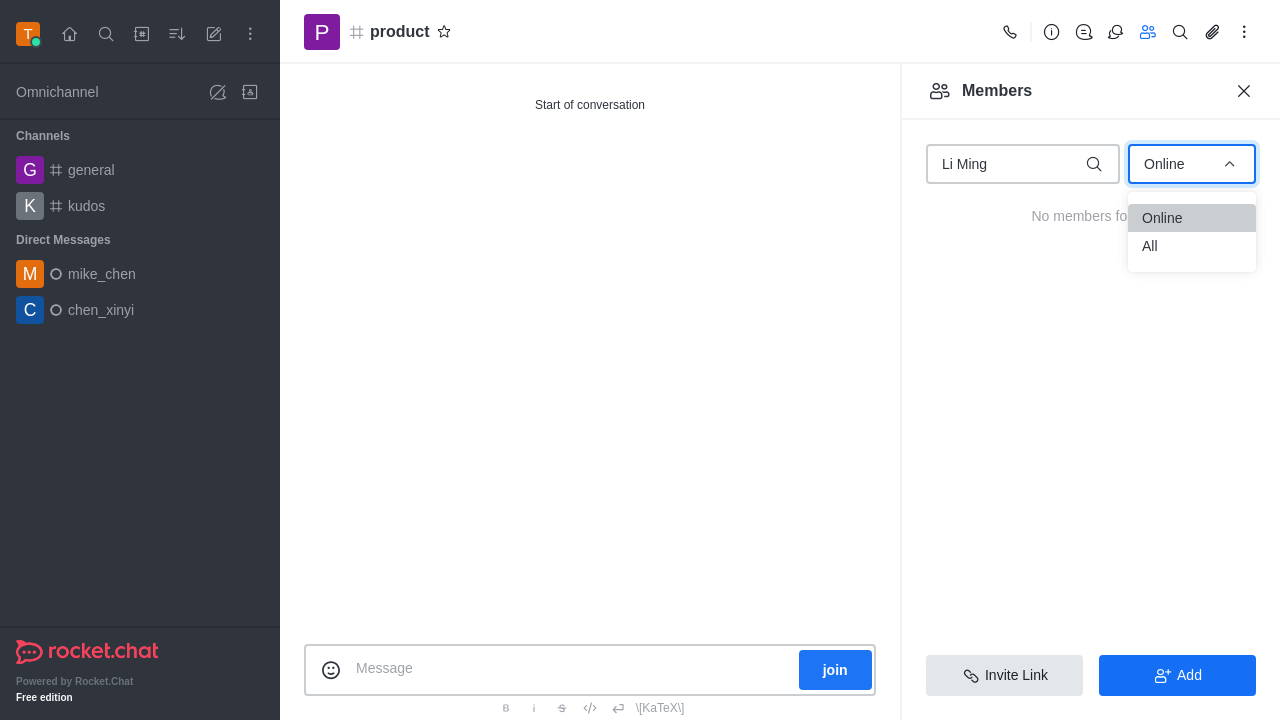 T
Omnichannel
Channels
G general
K kudos
Direct Messages
M mike_chen
C chen_xinyi
rocket.chat
Powered by Rocket.Chat
Free edition
P product
Start of conversation
Message
join
B i S \[KaTeX\]
Members
Li Ming
Online
No members fo
Online
All
Invite Link
Add